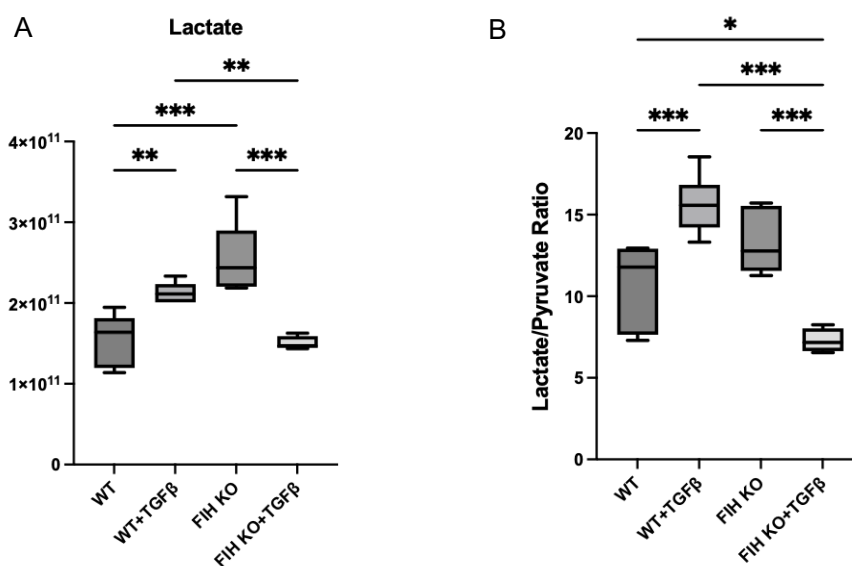 A
Lactate
**
***
**
***
4×10¹¹
3×10¹¹
2×10¹¹
1×10¹¹
0
WT
WT+TGFβ
FIH KO
FIH KO+TGFβ
B
*
***
***
***
Lactate/Pyruvate Ratio
20
15
10
5
0
WT
WT+TGFβ
FIH KO
FIH KO+TGFβ